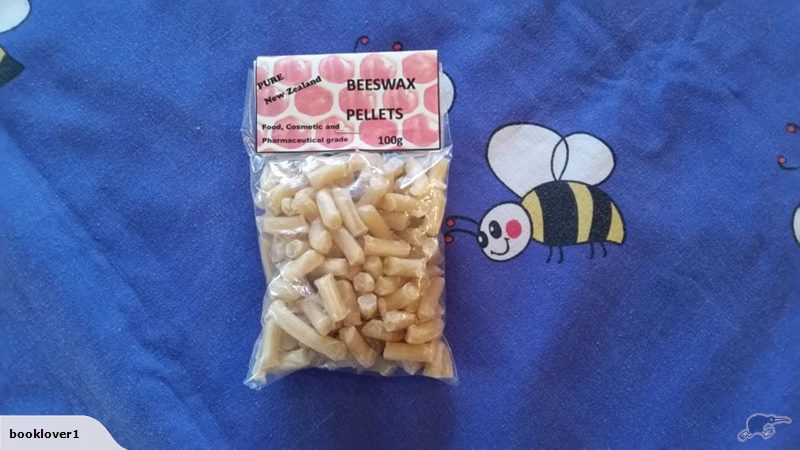 PURE
New Zealand
BEESWAX
PELLETS
Food, Cosmetic and
Pharmaceutical grade
100g
booklover1